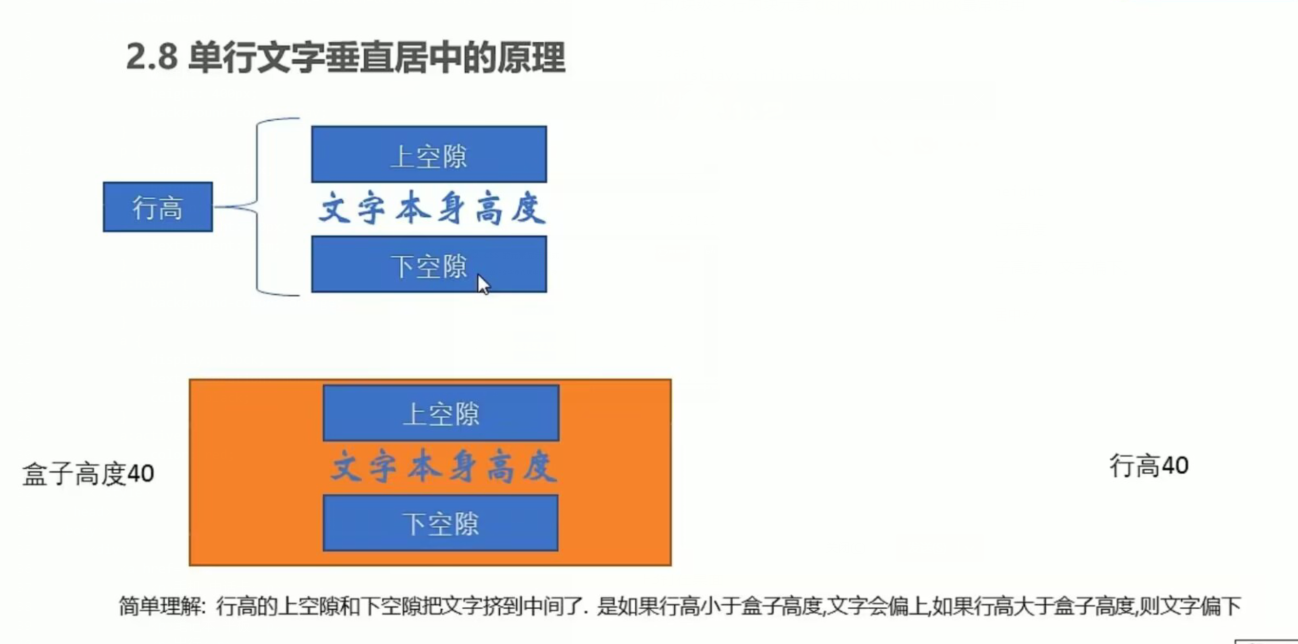 2.8 单行文字垂直居中的原理
上空隙
行高
文字本身高度
下空隙
上空隙
盒子高度40
文字本身高度
行高40
下空隙
简单理解: 行高的上空隙和下空隙把文字挤到中间了. 是如果行高小于盒子高度,文字会偏上,如果行高大于盒子高度,则文字偏下